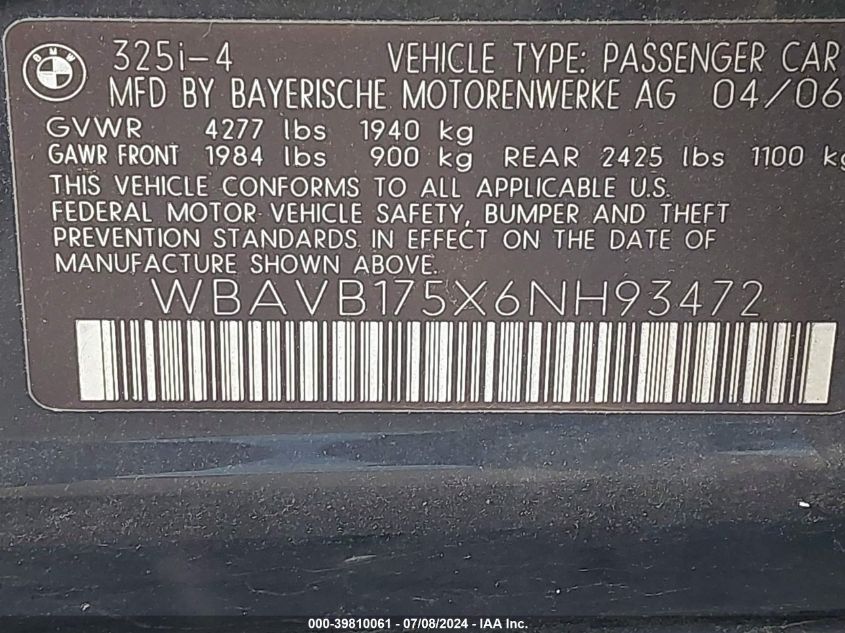 BMW
325i-4 VEHICLE TYPE: PASSENGER CAR
MFD BY BAYERISCHE MOTORENWERKE AG 04/06
GVWR 4277 lbs 1940 kg
GAWR FRONT 1984 lbs 900 kg REAR 2425 lbs 1100 kg
THIS VEHICLE CONFORMS TO ALL APPLICABLE U.S.
FEDERAL MOTOR VEHICLE SAFETY, BUMPER AND THEFT
PREVENTION STANDARDS IN EFFECT ON THE DATE OF
MANUFACTURE SHOWN ABOVE.
WBAVB175X6NH93472
000-39810061 - 07/08/2024 - IAA Inc.